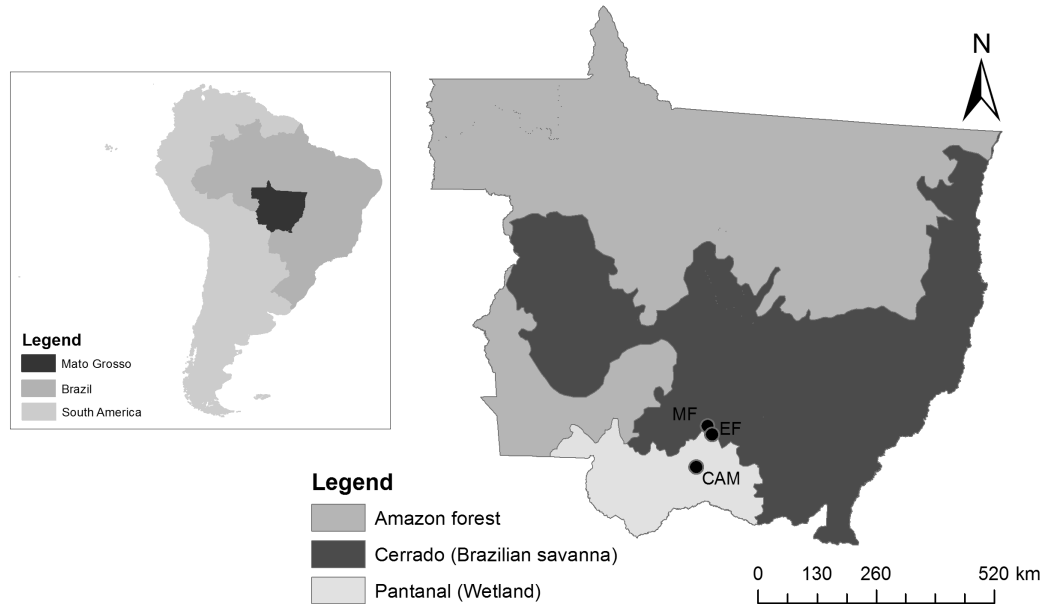 N
Legend
Mato Grosso
Brazil
South America
MF
EF
CAM
Legend
Amazon forest
Cerrado (Brazilian savanna)
Pantanal (Wetland)
0 130 260 520 km